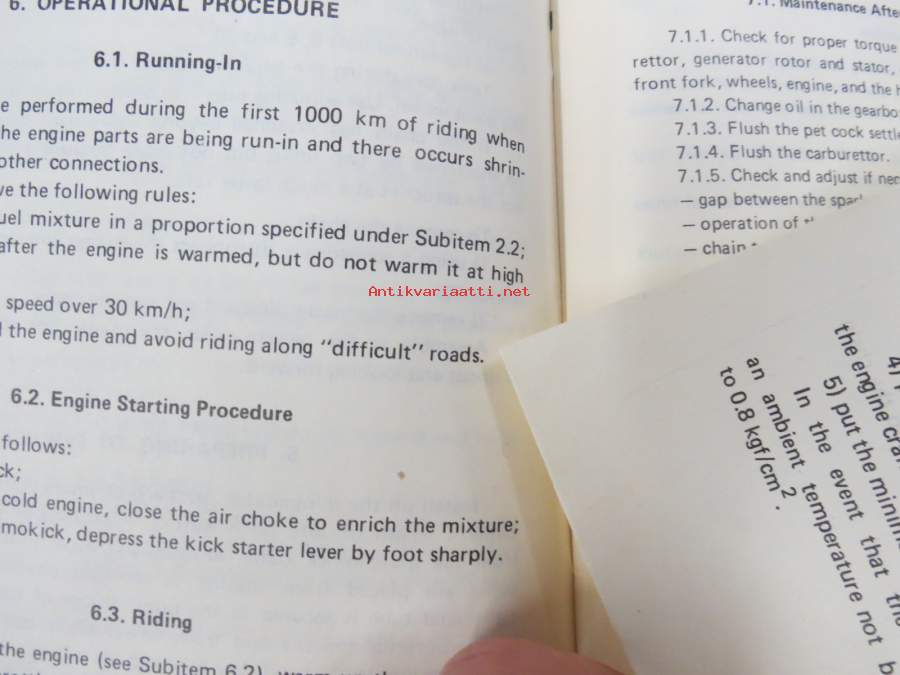 6. OPERATIONAL PROCEDURE
6.1. Running-In
e performed during the first 1000 km of riding when
he engine parts are being run-in and there occurs shrin-
other connections.
ve the following rules:
uel mixture in a proportion specified under Subitem 2.2;
after the engine is warmed, but do not warm it at high
speed over 30 km/h;
the engine and avoid riding along "difficult" roads.
6.2. Engine Starting Procedure
follows:
ck;
cold engine, close the air choke to enrich the mixture;
mokick, depress the kick starter lever by foot sharply.
6.3. Riding
the engine (see Subitem 6.2),
7.1. Maintenance Afte
7.1.1. Check for proper torque
rettor, generator rotor and stator,
front fork, wheels, engine, and the h
7.1.2. Change oil in the gearbo
7.1.3. Flush the pet cock settle
7.1.4. Flush the carburettor.
7.1.5. Check and adjust if nec
— gap between the spar
— operation of
— chain
4)
the engine cra
5) put the minim
In the event that the
an ambient temperature not b
to 0.8 kgf/cm².
Antikvariaatti.net